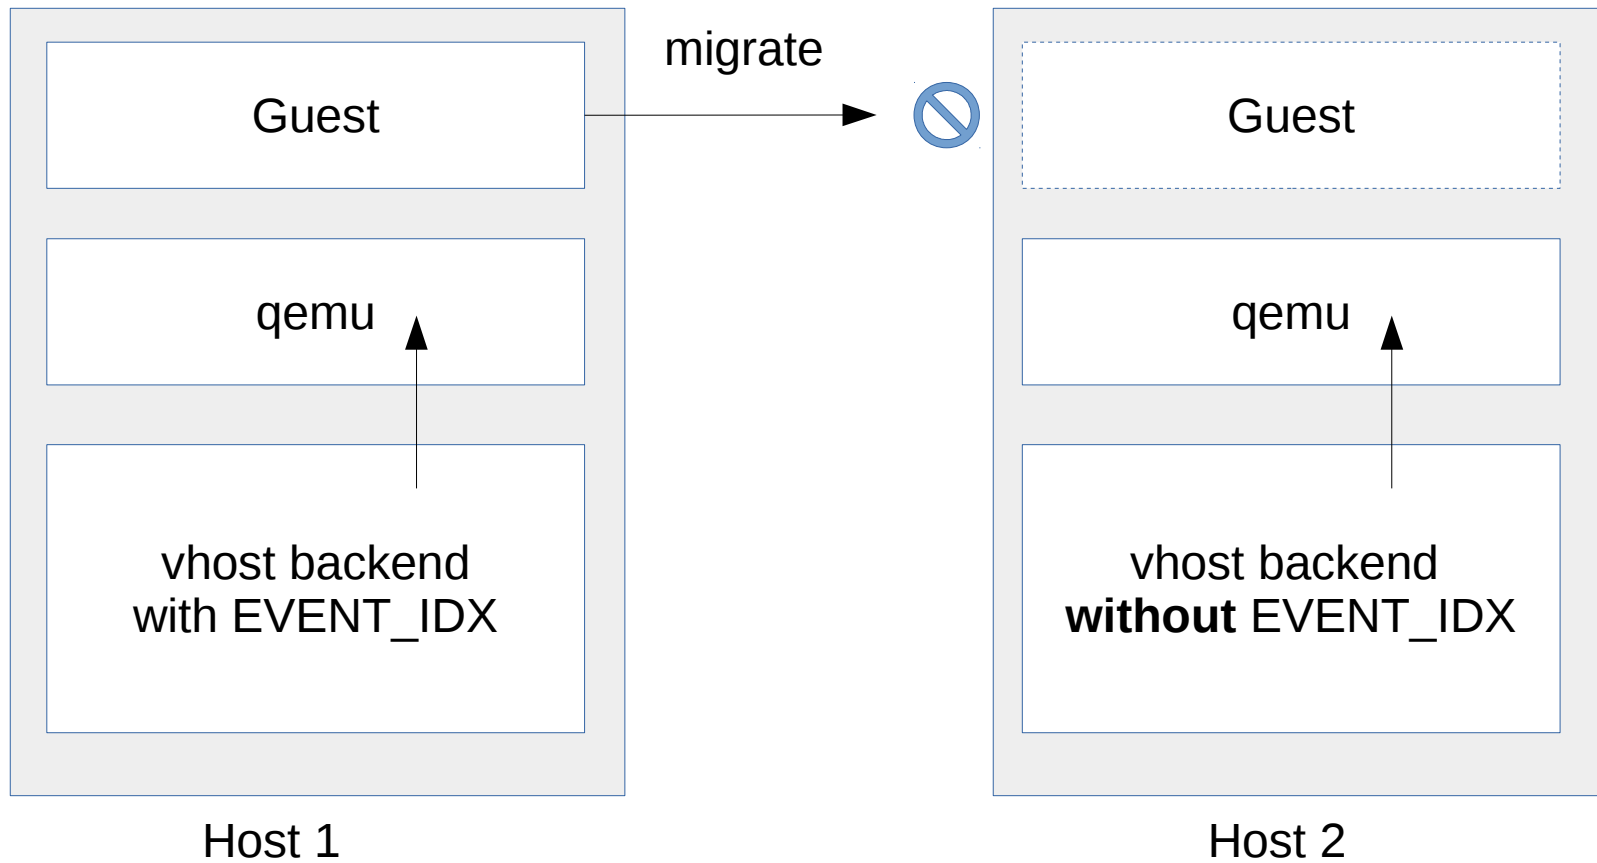 migrate
Guest
qemu
vhost backend
with EVENT_IDX
Host 1
Guest
qemu
vhost backend
without EVENT_IDX
Host 2